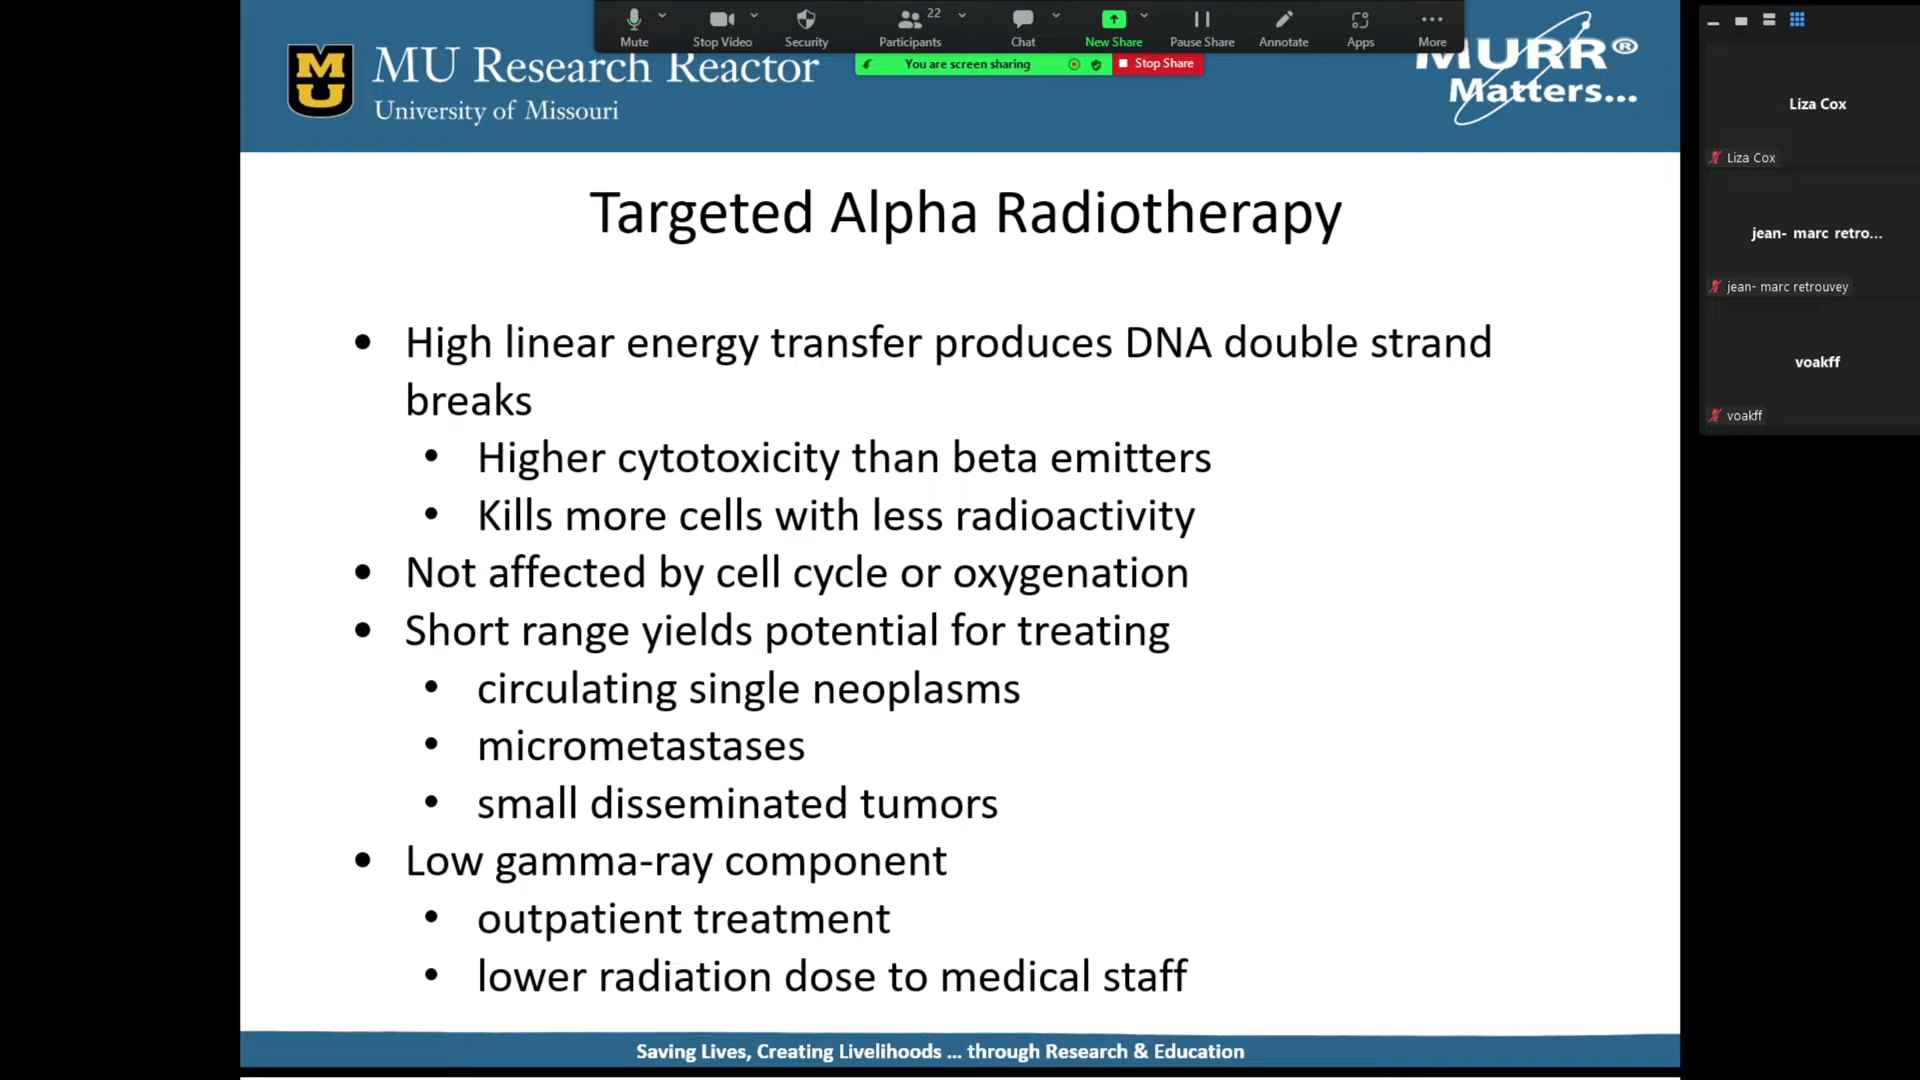 Mute
Stop Video
Security
Participants
22
Chat
New Share
Pause Share
Annotate
Apps
More
You are screen sharing
Stop Share
MU
MU Research Reactor
University of Missouri
MURR®
Matters...
Targeted Alpha Radiotherapy
• High linear energy transfer produces DNA double strand
breaks
• Higher cytotoxicity than beta emitters
• Kills more cells with less radioactivity
• Not affected by cell cycle or oxygenation
• Short range yields potential for treating
• circulating single neoplasms
• micrometastases
• small disseminated tumors
• Low gamma-ray component
• outpatient treatment
• lower radiation dose to medical staff
Saving Lives, Creating Livelihoods ... through Research & Education
Liza Cox
Liza Cox
jean- marc retro...
jean- marc retrouvey
voakff
voakff